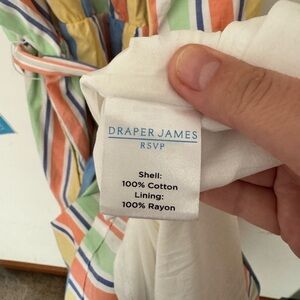 DRAPER JAMES
RSVP
Shell:
100% Cotton
Lining:
100% Rayon